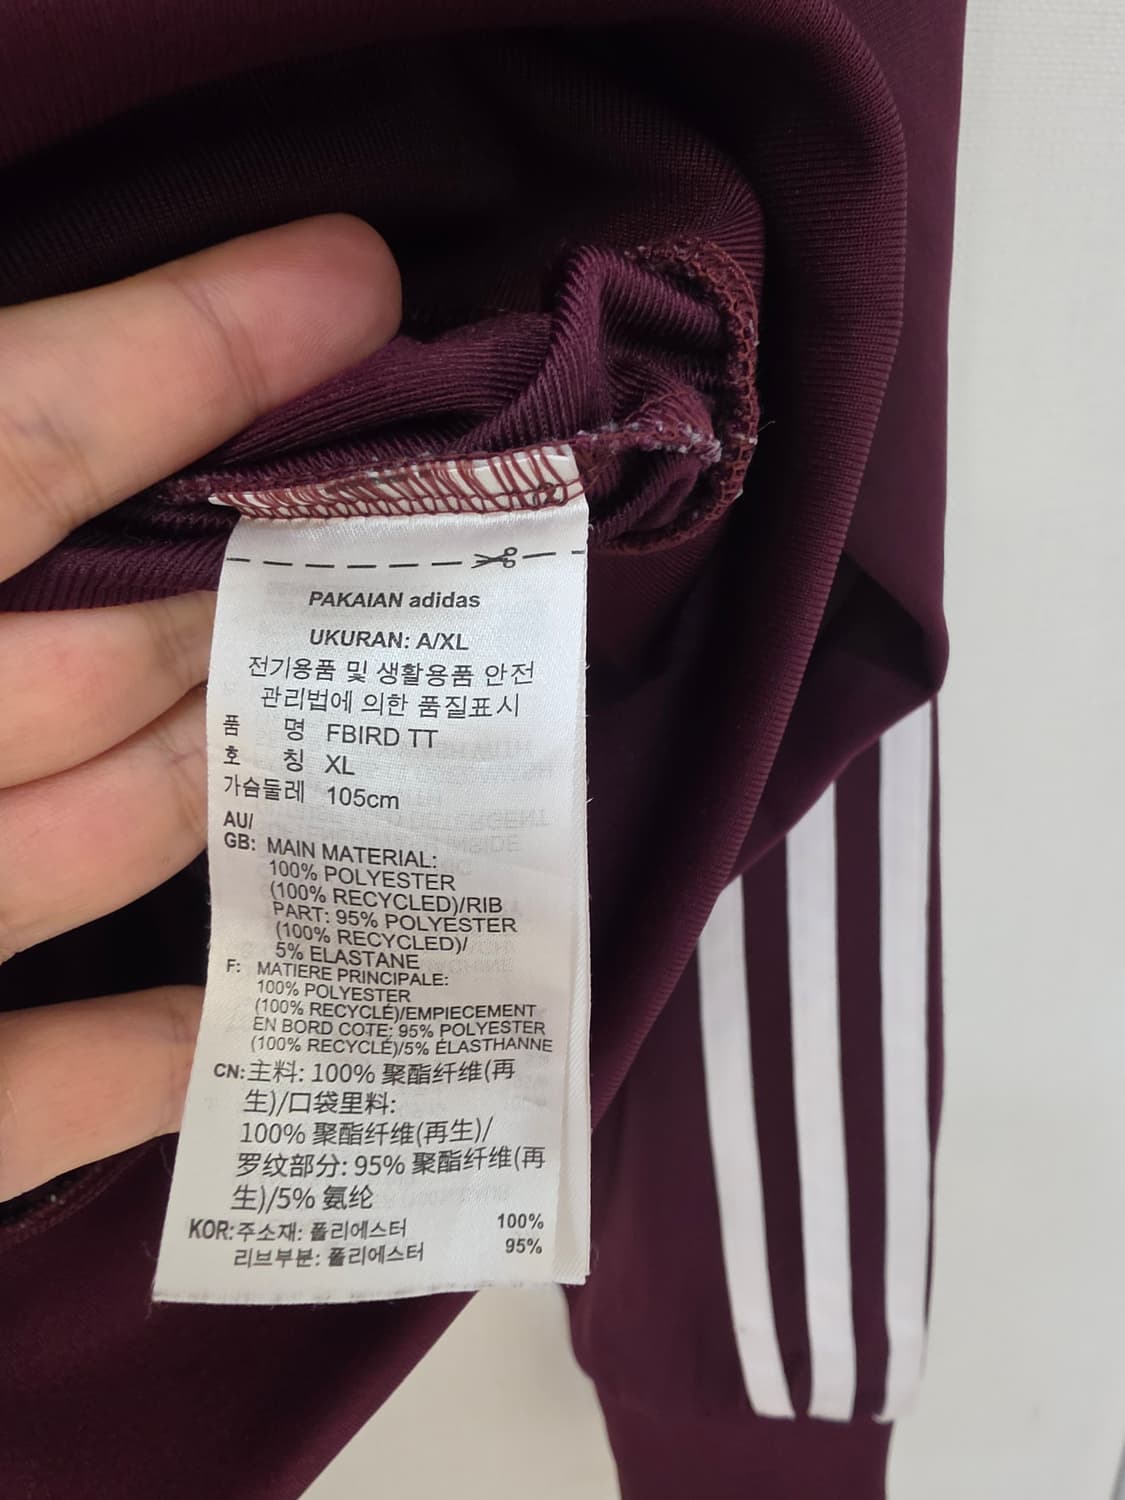 PAKAIAN adidas
UKURAN: A/XL
전기용품 및 생활용품 안전
관리법에 의한 품질표시
품 명 FBIRD TT
호 칭 XL
가슴둘레 105cm
AU/
GB: MAIN MATERIAL:
100% POLYESTER
(100% RECYCLED)/RIB
PART: 95% POLYESTER
(100% RECYCLED)/
5% ELASTANE
F: MATIERE PRINCIPALE:
100% POLYESTER
(100% RECYCLÉ)/EMPIECEMENT
EN BORD COTE: 95% POLYESTER
(100% RECYCLÉ)/5% ÉLASTHANNE
CN: 主料: 100% 聚酯纤维(再
生)/口袋里料:
100% 聚酯纤维(再生)/
罗纹部分: 95% 聚酯纤维(再
生)/5% 氨纶
KOR: 주소재: 폴리에스터 100%
리브부분: 폴리에스터 95%